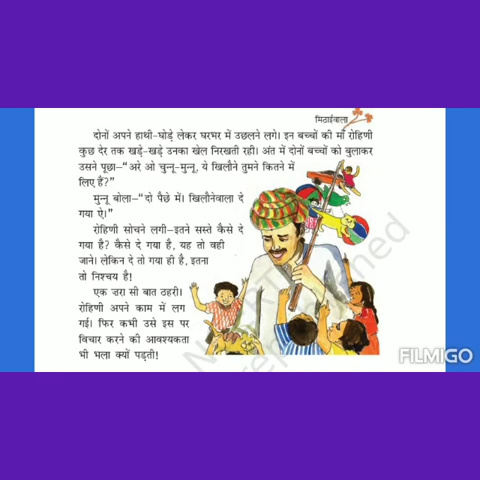 मिठाईवाला
दोनों अपने हाथी-घोड़े लेकर घरभर में उछलने लगे। इन बच्चों की माँ रोहिणी
कुछ देर तक खड़े-खड़े उनका खेल निरखती रही। अंत में दोनों बच्चों को बुलाकर
उसने पूछा–“अरे ओ चुन्नू-मुन्नू, ये खिलौने तुमने कितने में
लिए हैं?”
मुन्नू बोला–“दो पैछे में। खिलौनेवाला दे
गया ऐ।”
रोहिणी सोचने लगी–इतने सस्ते कैसे दे
गया है? कैसे दे गया है, यह तो वही
जाने। लेकिन दे तो गया ही है, इतना
तो निश्चय है!
एक ज़रा सी बात ठहरी।
रोहिणी अपने काम में लग
गई। फिर कभी उसे इस पर
विचार करने की आवश्यकता
भी भला क्यों पड़ती!
FILMIGO